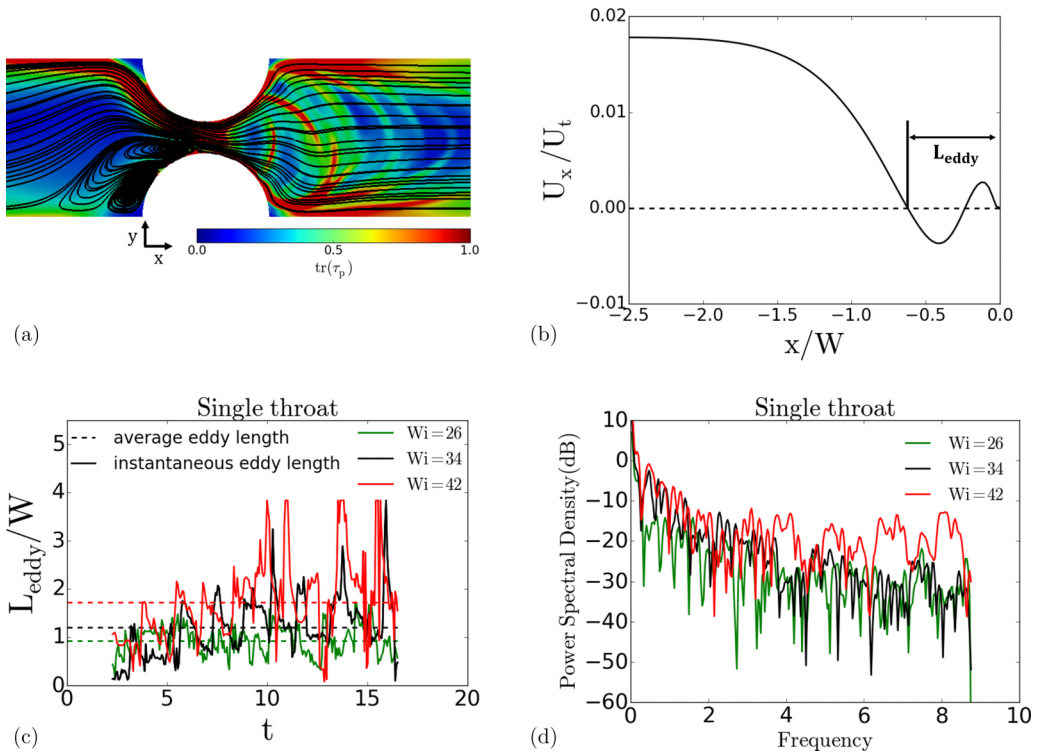 y
x
0.0 0.5 1.0
tr(τp)
(a)
0.02
0.01
0.00
−0.01
Ux/Ut
Leddy
−2.5 −2.0 −1.5 −1.0 −0.5 0.0
x/W
(b)
Single throat
average eddy length
instantaneous eddy length
Wi=26
Wi=34
Wi=42
Leddy/W
5
4
3
2
1
0
0 5 10 15 20
t
(c)
Single throat
Wi=26
Wi=34
Wi=42
Power Spectral Density(dB)
10
0
−10
−20
−30
−40
−50
−60
0 2 4 6 8 10
Frequency
(d)